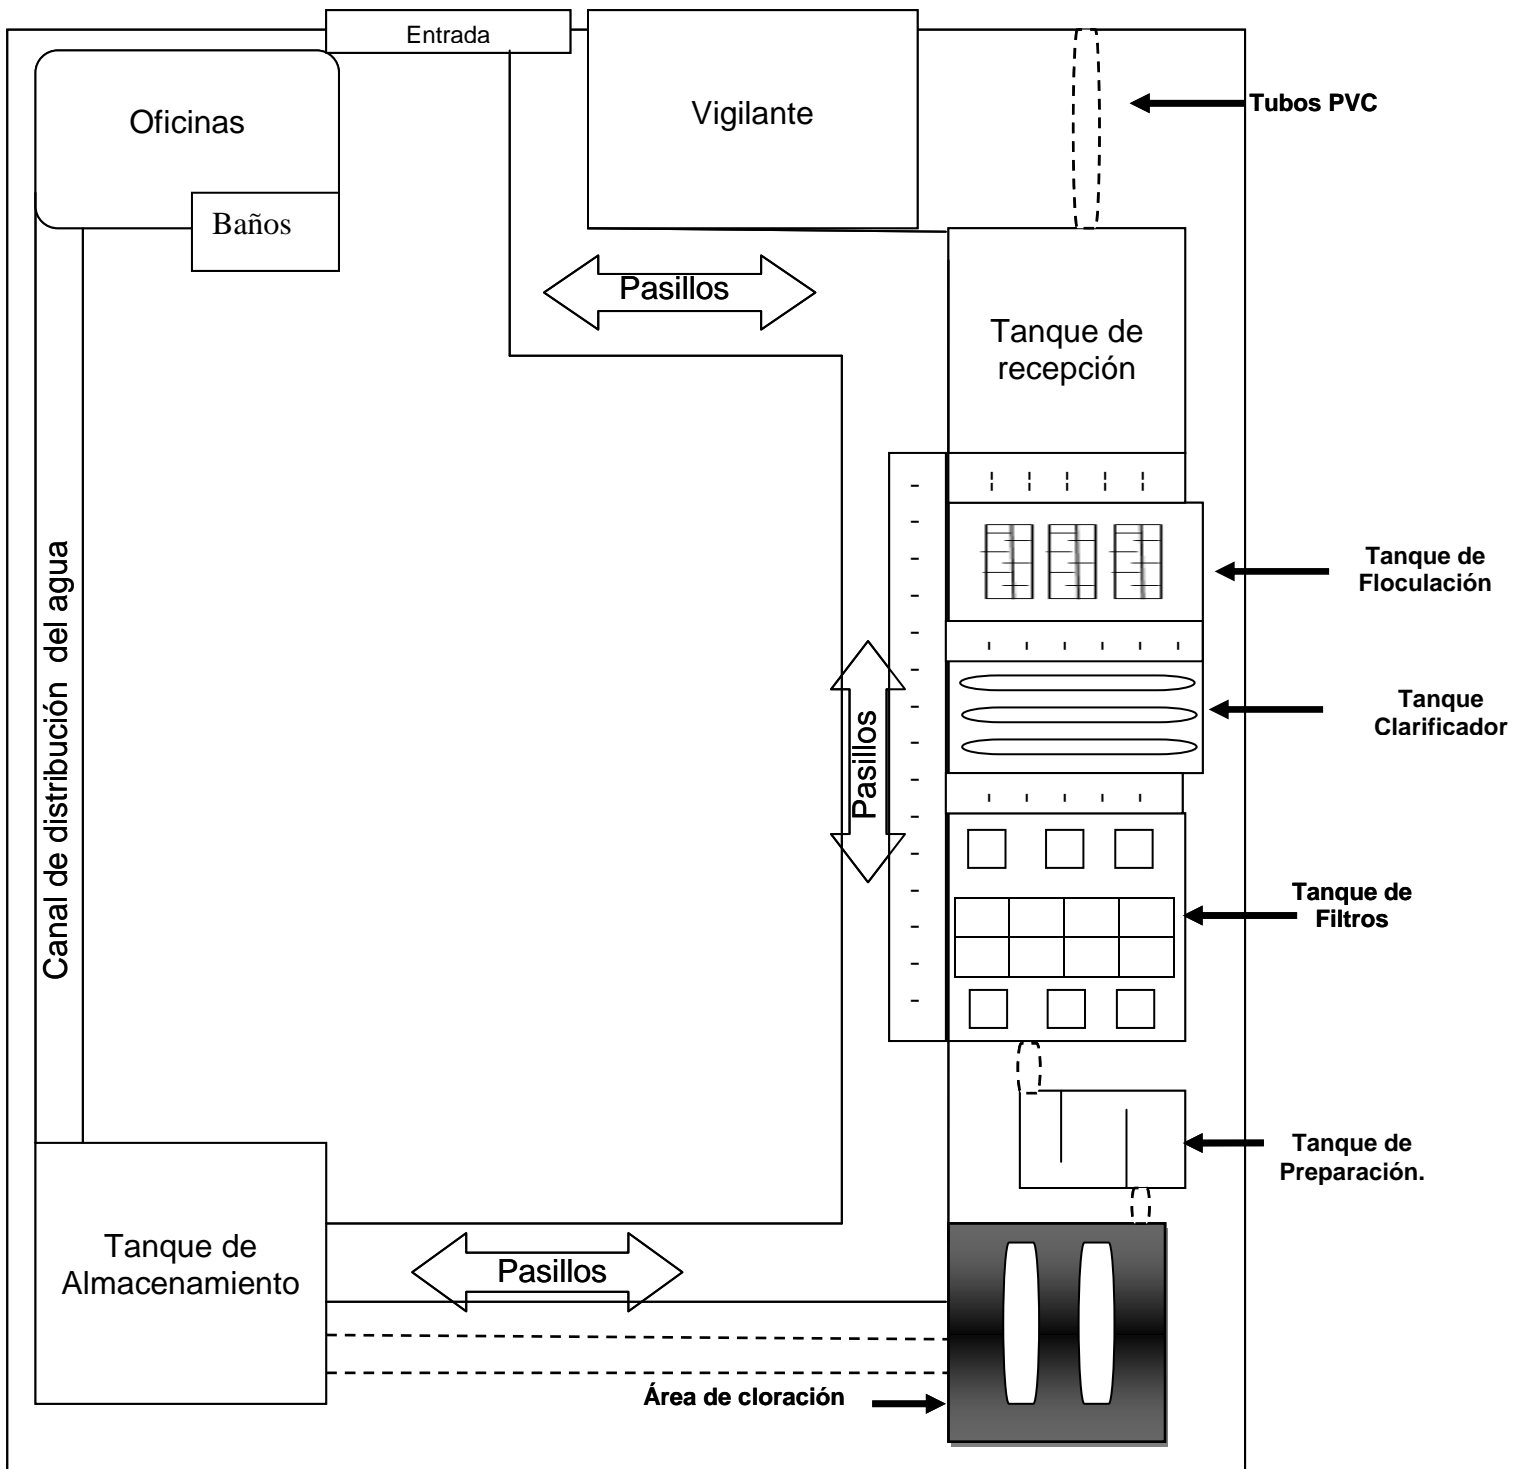 Entrada
Oficinas
Vigilante
Tubos PVC
Baños
Pasillos
Tanque de
recepción
Tanque de
Floculación
Canal de distribución  del agua
Pasillos
Tanque
Clarificador
Tanque de
Filtros
Tanque de
Preparación.
Tanque de
Almacenamiento
Pasillos
Área de cloración